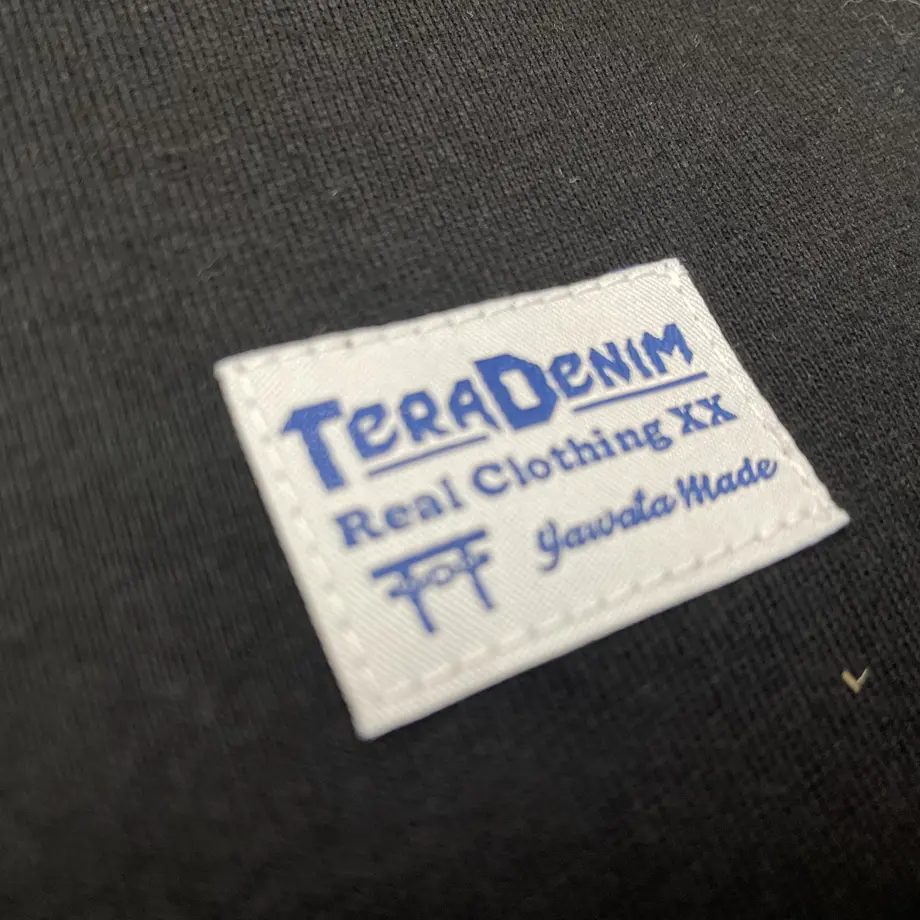 TERADENIM
Real Clothing XX
Yawata Made